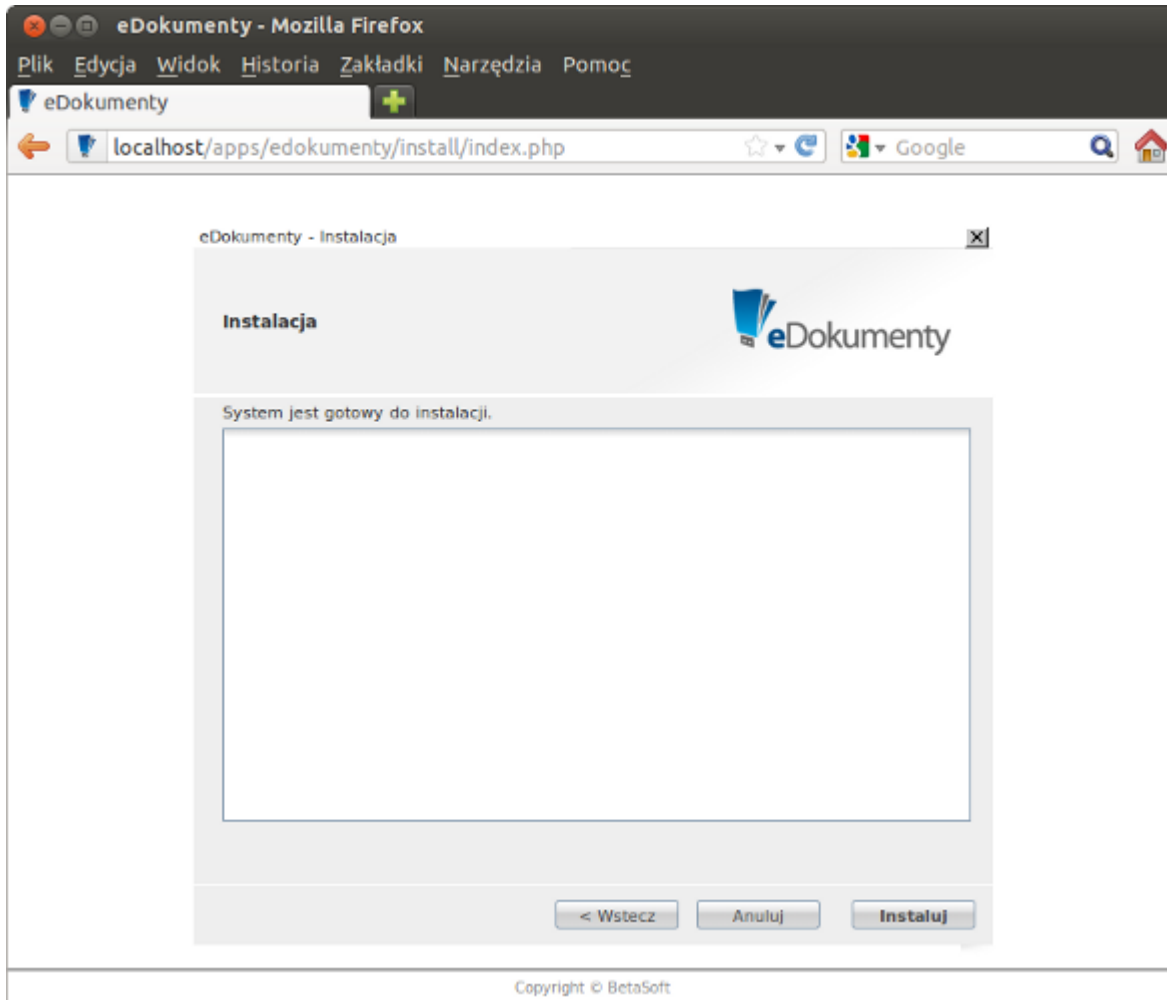 eDokumenty - Mozilla Firefox
Plik Edycja Widok Historia Zakładki Narzędzia Pomoc
eDokumenty
localhost/apps/edokumenty/install/index.php Google
eDokumenty - Instalacja
Instalacja
eDokumenty
System jest gotowy do instalacji.
< Wstecz Anuluj Instaluj
Copyright © BetaSoft